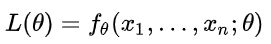 L(θ) = f_θ(x_1, . . . , x_n; θ)